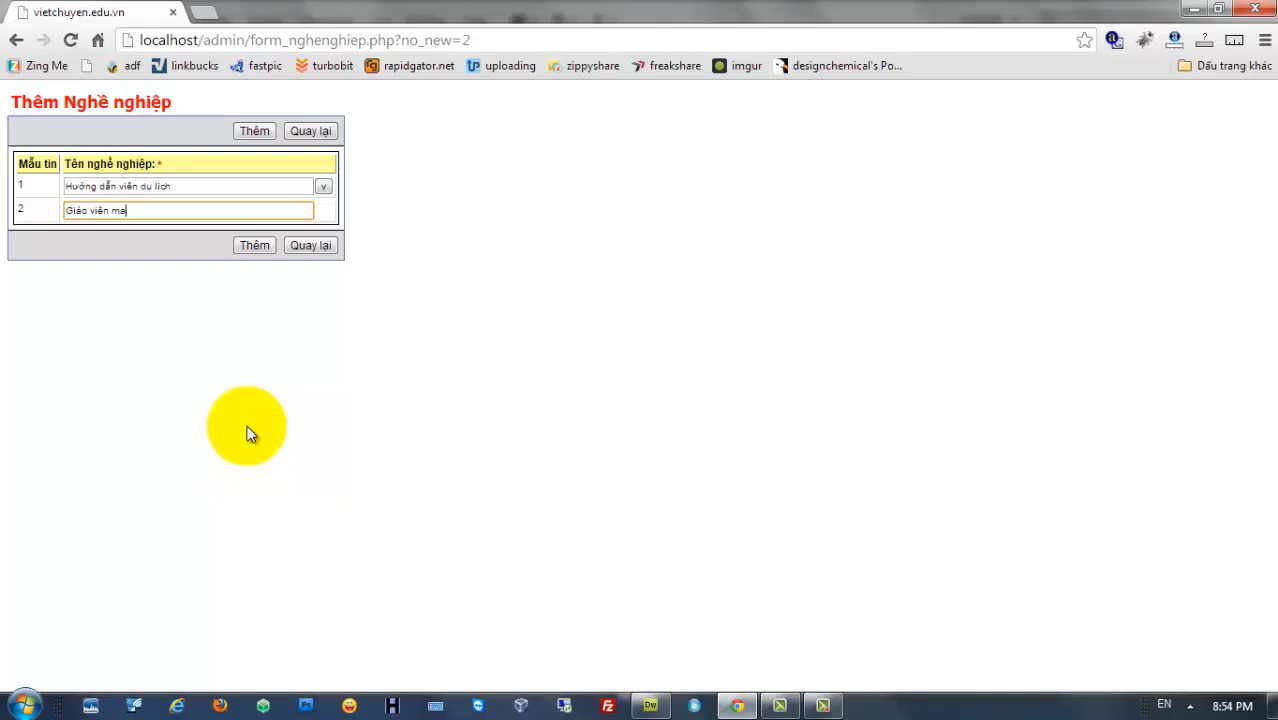 vietchuyen.edu.vn
localhost/admin/form_nghenghiep.php?no_new=2
Zing Me adf linkbucks fastpic turbobit rapidgator.net uploading zippyshare freakshare imgur designchemical's Po... Dấu trang khác
Thêm Nghề nghiệp
Thêm Quay lại
Mẫu tin Tên nghề nghiệp: *
1 Hướng dẫn viên du lịch v
2 Giáo viên ma
Thêm Quay lại
EN 8:54 PM